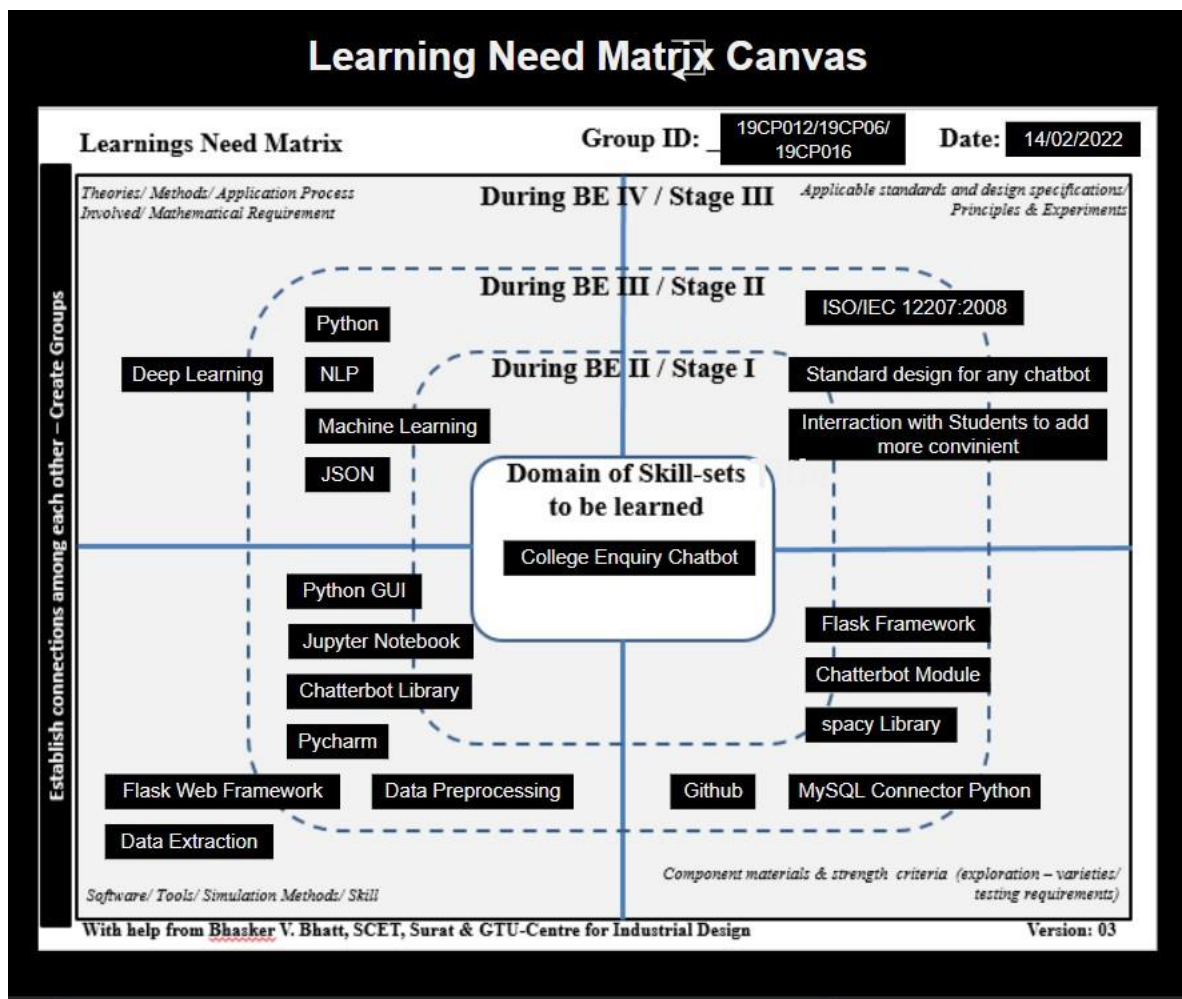 Learning Need Matrix Canvas
Learnings Need Matrix
Group ID: _
19CP012/19CP06/
19CP016
Date:
14/02/2022
Establish connections among each other – Create Groups
Theories/ Methods/ Application Process
Involved/ Mathematical Requirement
During BE IV / Stage III
Applicable standards and design specifications/
Principles & Experiments
During BE III / Stage II
During BE II / Stage I
Python
Deep Learning
NLP
Machine Learning
JSON
ISO/IEC 12207:2008
Standard design for any chatbot
Interraction with Students to add
more convinient
Domain of Skill-sets
to be learned
College Enquiry Chatbot
Python GUI
Jupyter Notebook
Chatterbot Library
Pycharm
Flask Web Framework
Data Preprocessing
Data Extraction
Flask Framework
Chatterbot Module
spacy Library
Github
MySQL Connector Python
Software/ Tools/ Simulation Methods/ Skill
Component materials & strength criteria (exploration – varieties/
testing requirements)
With help from Bhasker V. Bhatt, SCET, Surat & GTU-Centre for Industrial Design
Version: 03